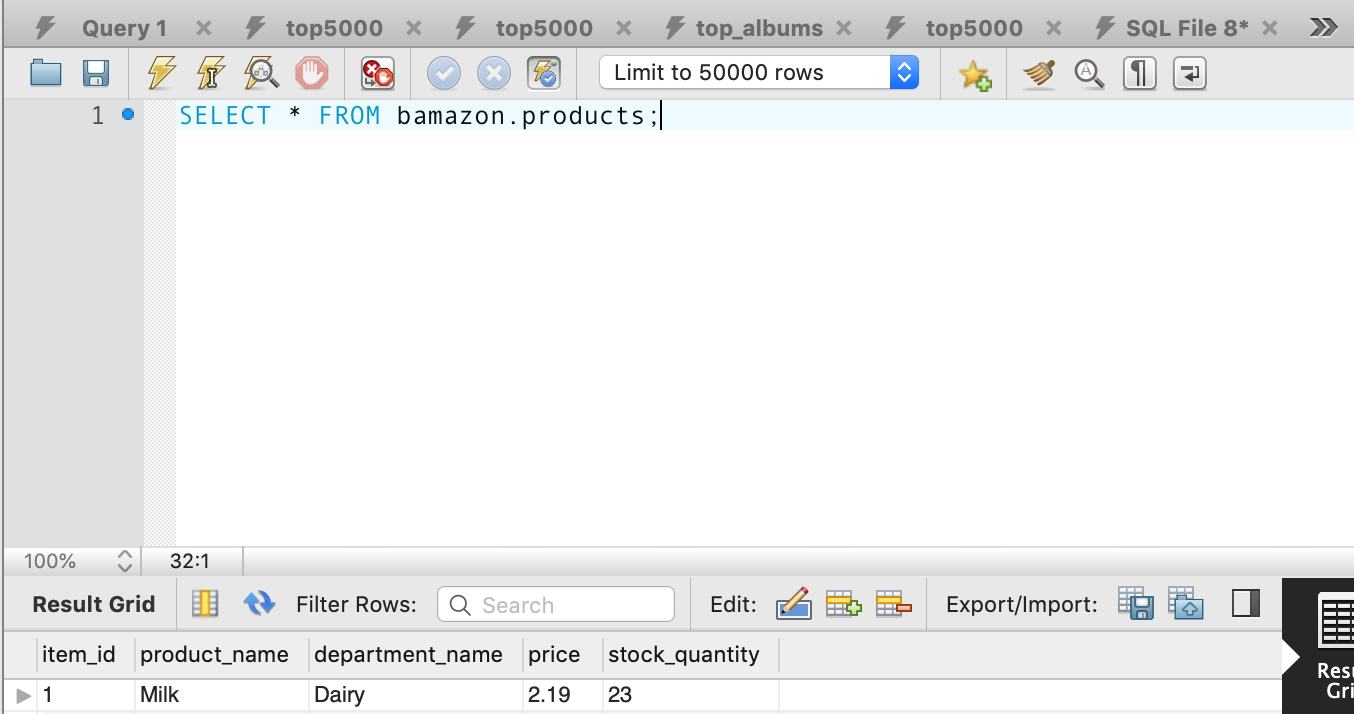 Query 1 top5000 top5000 top_albums top5000 SQL File 8*
Limit to 50000 rows
1 SELECT * FROM bamazon.products;
100% 32:1
Result Grid Filter Rows: Search Edit: Export/Import:
item_id product_name department_name price stock_quantity
1 Milk Dairy 2.19 23